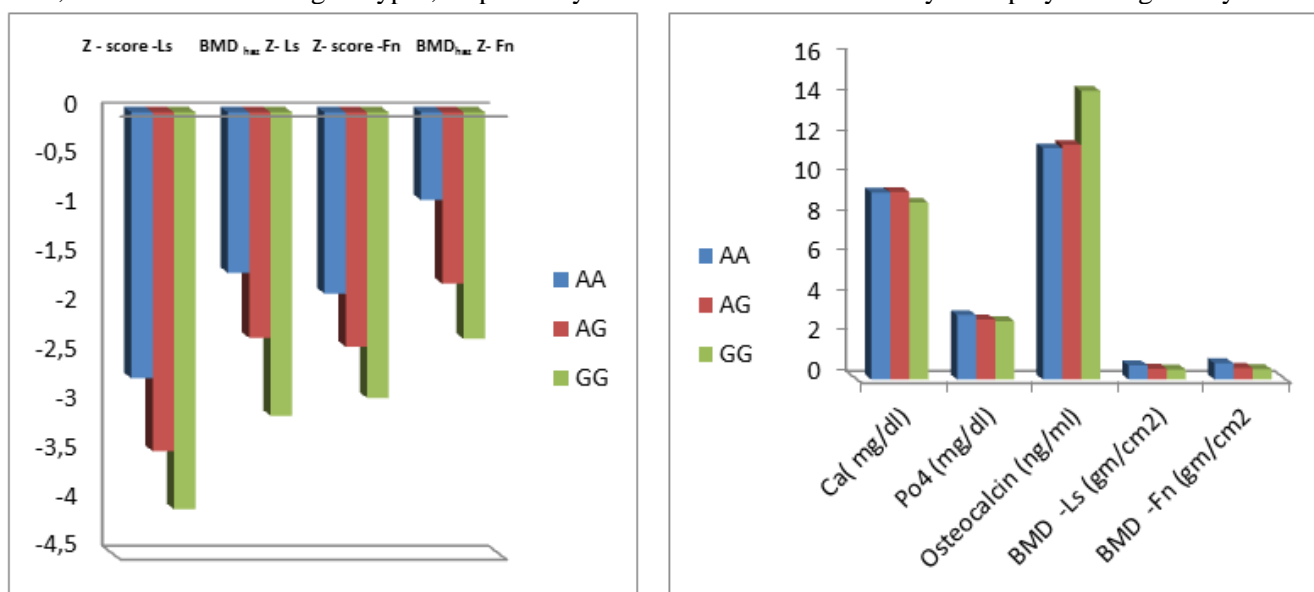 Z - score -Ls BMD haz Z- Ls Z- score -Fn BMDhaz Z- Fn
0
-0,5
-1
-1,5
-2
-2,5
-3
-3,5
-4
-4,5
AA
AG
GG
16
14
12
10
8
6
4
2
0
AA
AG
GG
Ca( mg/dl)
Po4 (mg/dl)
Osteocalcin (ng/ml)
BMD -Ls (gm/cm2)
BMD -Fn (gm/cm2